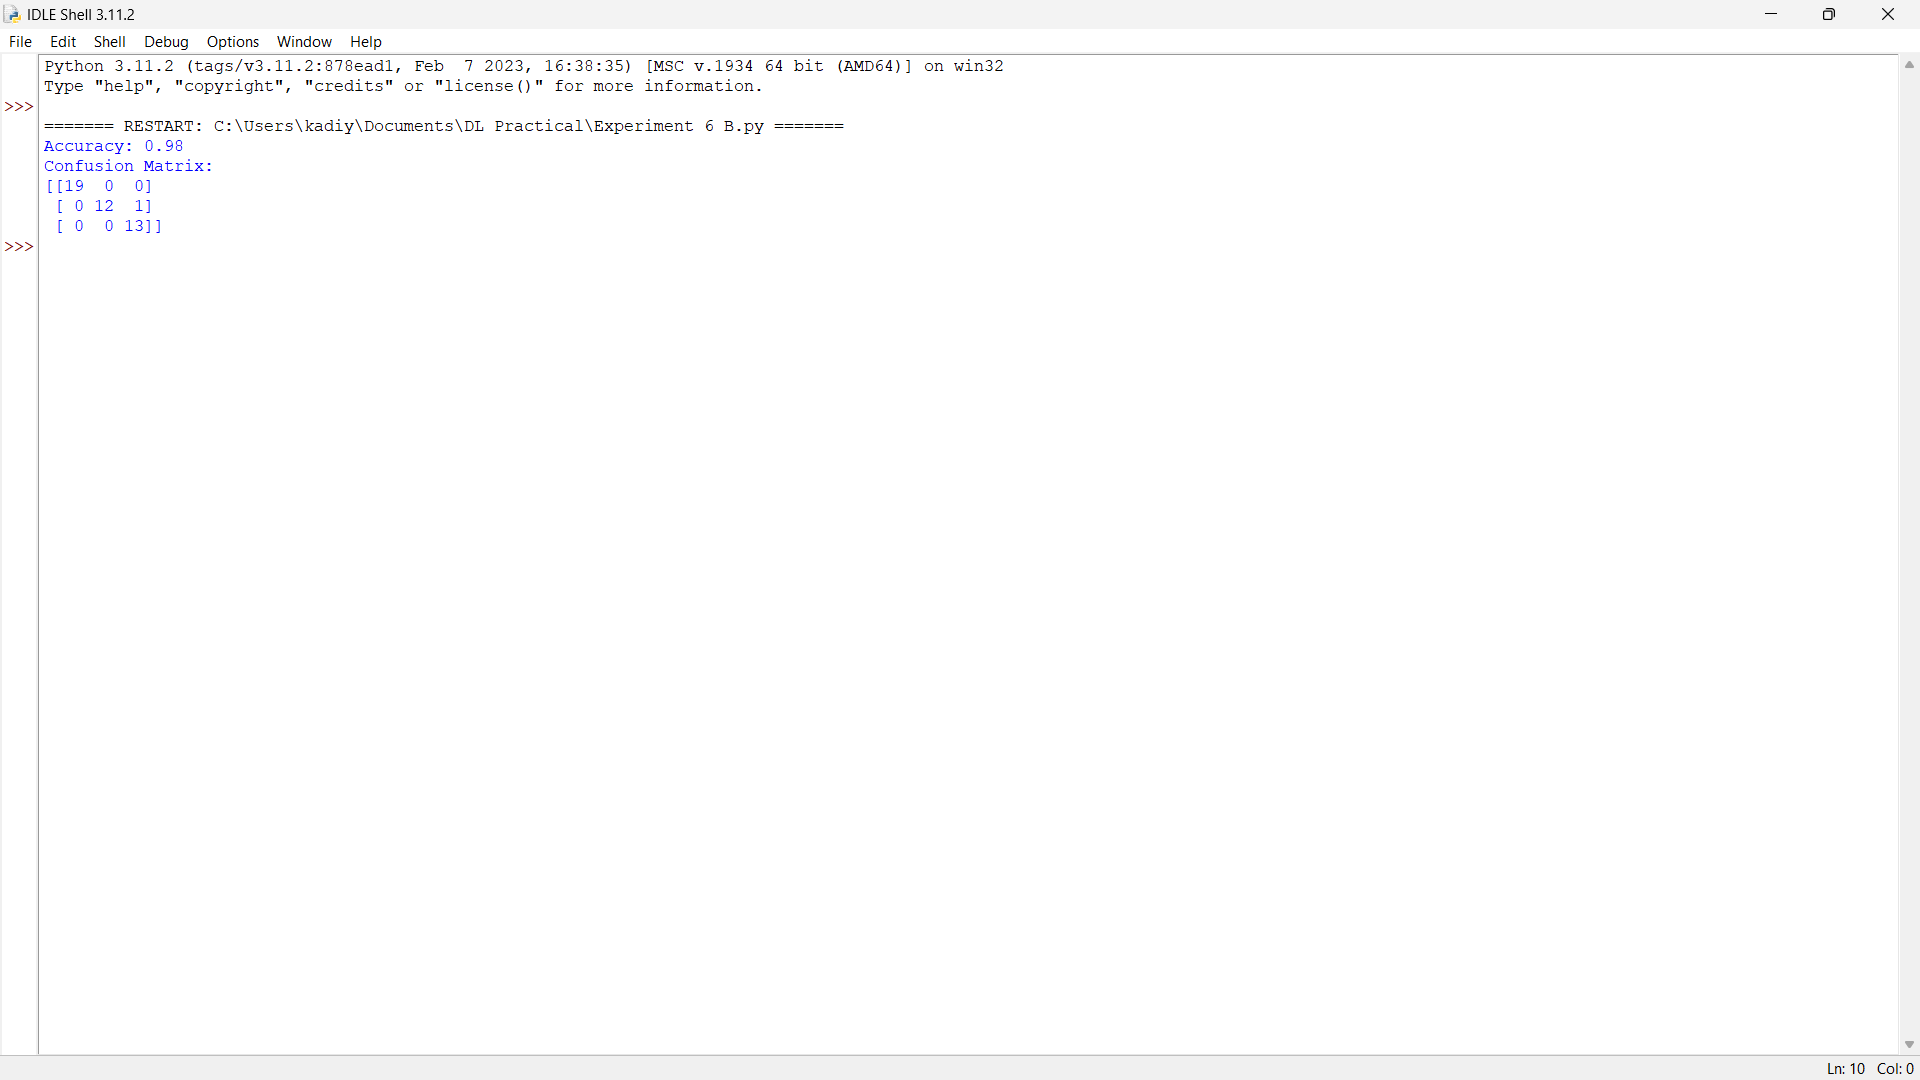 IDLE Shell 3.11.2
File Edit Shell Debug Options Window Help
Python 3.11.2 (tags/v3.11.2:878ead1, Feb  7 2023, 16:38:35) [MSC v.1934 64 bit (AMD64)] on win32
Type "help", "copyright", "credits" or "license()" for more information.
>>>
======= RESTART: C:\Users\kadiy\Documents\DL Practical\Experiment 6 B.py =======
Accuracy: 0.98
Confusion Matrix:
[[19  0  0]
 [ 0 12  1]
 [ 0  0 13]]
>>>
Ln: 10 Col: 0